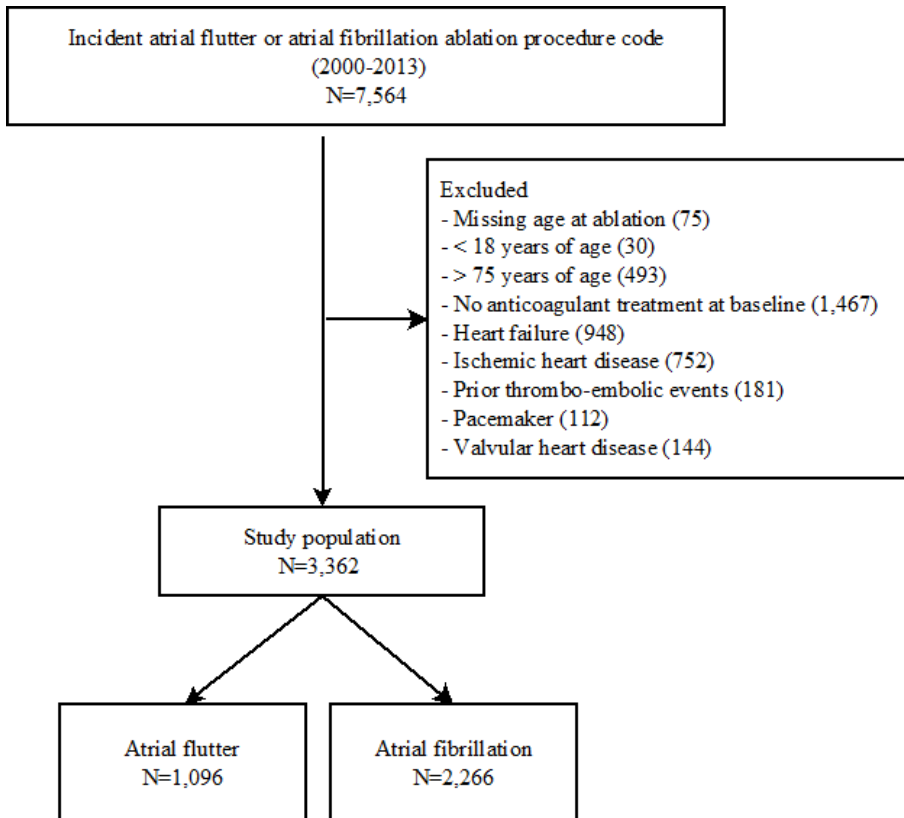 Incident atrial flutter or atrial fibrillation ablation procedure code
(2000-2013)
N=7,564
Excluded
- Missing age at ablation (75)
- < 18 years of age (30)
- > 75 years of age (493)
- No anticoagulant treatment at baseline (1,467)
- Heart failure (948)
- Ischemic heart disease (752)
- Prior thrombo-embolic events (181)
- Pacemaker (112)
- Valvular heart disease (144)
Study population
N=3,362
Atrial flutter
N=1,096
Atrial fibrillation
N=2,266